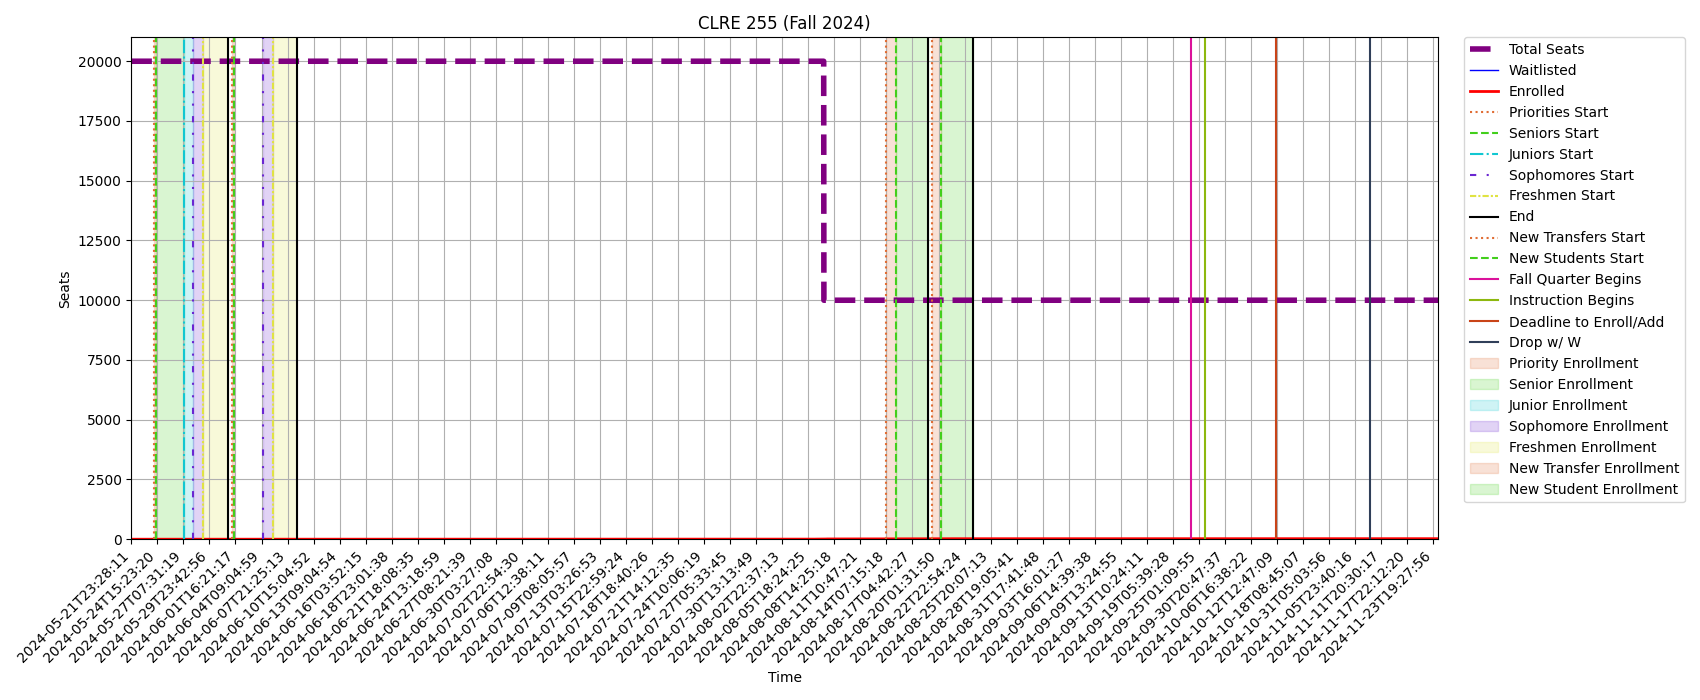 CLRE 255 (Fall 2024)
Seats
20000
17500
15000
12500
10000
7500
5000
2500
0
2024-05-21T23:28:11
2024-05-24T15:23:20
2024-05-27T07:31:19
2024-05-29T23:42:56
2024-06-01T16:21:17
2024-06-04T09:04:59
2024-06-07T21:25:13
2024-06-10T15:04:52
2024-06-13T09:04:54
2024-06-16T03:52:15
2024-06-18T23:01:38
2024-06-21T18:08:35
2024-06-24T13:18:59
2024-06-27T08:21:39
2024-06-30T03:27:08
2024-07-02T22:54:30
2024-07-06T12:38:11
2024-07-09T08:05:57
2024-07-13T03:26:53
2024-07-15T22:59:24
2024-07-18T18:40:26
2024-07-21T14:12:35
2024-07-24T10:06:19
2024-07-27T05:33:45
2024-07-30T13:13:49
2024-08-02T22:37:13
2024-08-05T18:24:25
2024-08-08T14:25:18
2024-08-11T10:47:21
2024-08-14T07:15:18
2024-08-17T04:42:27
2024-08-20T01:31:50
2024-08-22T22:54:24
2024-08-25T20:07:13
2024-08-28T19:05:41
2024-08-31T17:41:48
2024-09-03T16:01:27
2024-09-06T14:39:38
2024-09-09T13:24:55
2024-09-13T10:24:11
2024-09-19T05:39:28
2024-09-25T01:09:55
2024-09-30T20:47:37
2024-10-06T16:38:22
2024-10-12T12:47:09
2024-10-18T08:45:07
2024-10-31T05:03:56
2024-11-05T23:40:16
2024-11-11T20:30:17
2024-11-17T22:12:20
2024-11-23T19:27:56
Time
Total Seats
Waitlisted
Enrolled
Priorities Start
Seniors Start
Juniors Start
Sophomores Start
Freshmen Start
End
New Transfers Start
New Students Start
Fall Quarter Begins
Instruction Begins
Deadline to Enroll/Add
Drop w/ W
Priority Enrollment
Senior Enrollment
Junior Enrollment
Sophomore Enrollment
Freshmen Enrollment
New Transfer Enrollment
New Student Enrollment